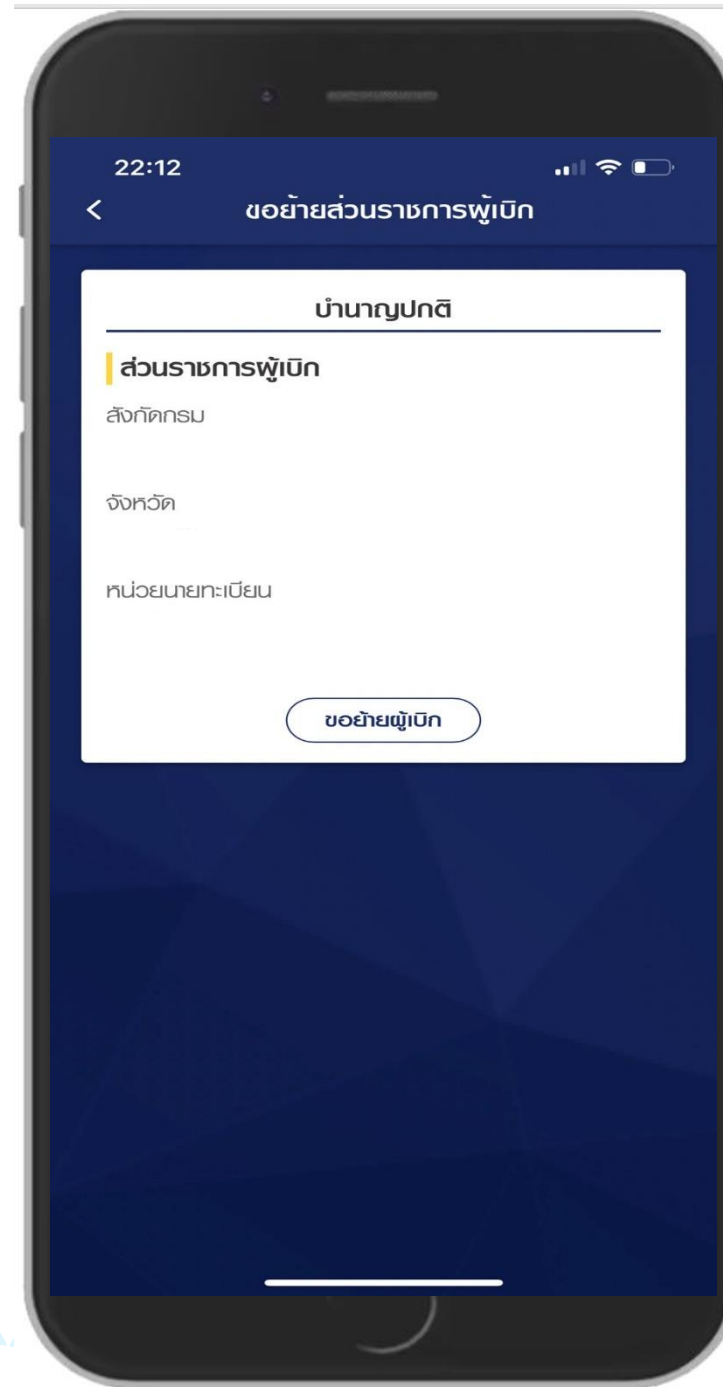 22:12
ขอย้ายส่วนราชการผู้เบิก
บำนาญปกติ
ส่วนราชการผู้เบิก
สังกัดกรม
จังหวัด
หน่วยนายทะเบียน
ขอย้ายผู้เบิก